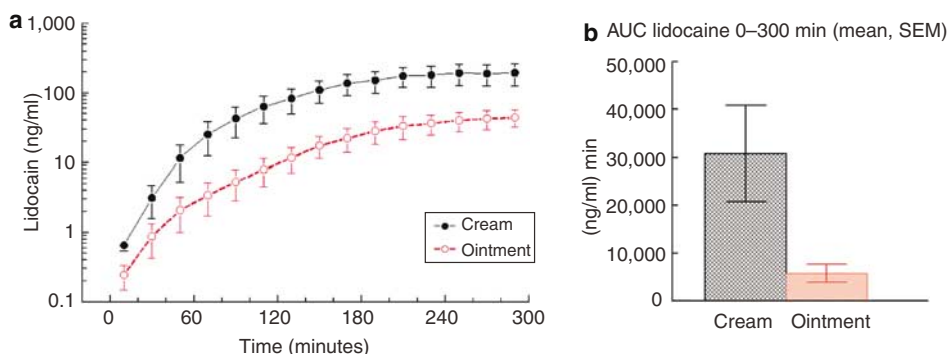 a
1,000
100
10
1
0.1
Lidocain (ng/ml)
Cream
Ointment
0 60 120 180 240 300
Time (minutes)
b AUC lidocaine 0–300 min (mean, SEM)
50,000
40,000
30,000
20,000
10,000
0
(ng/ml) min
Cream Ointment